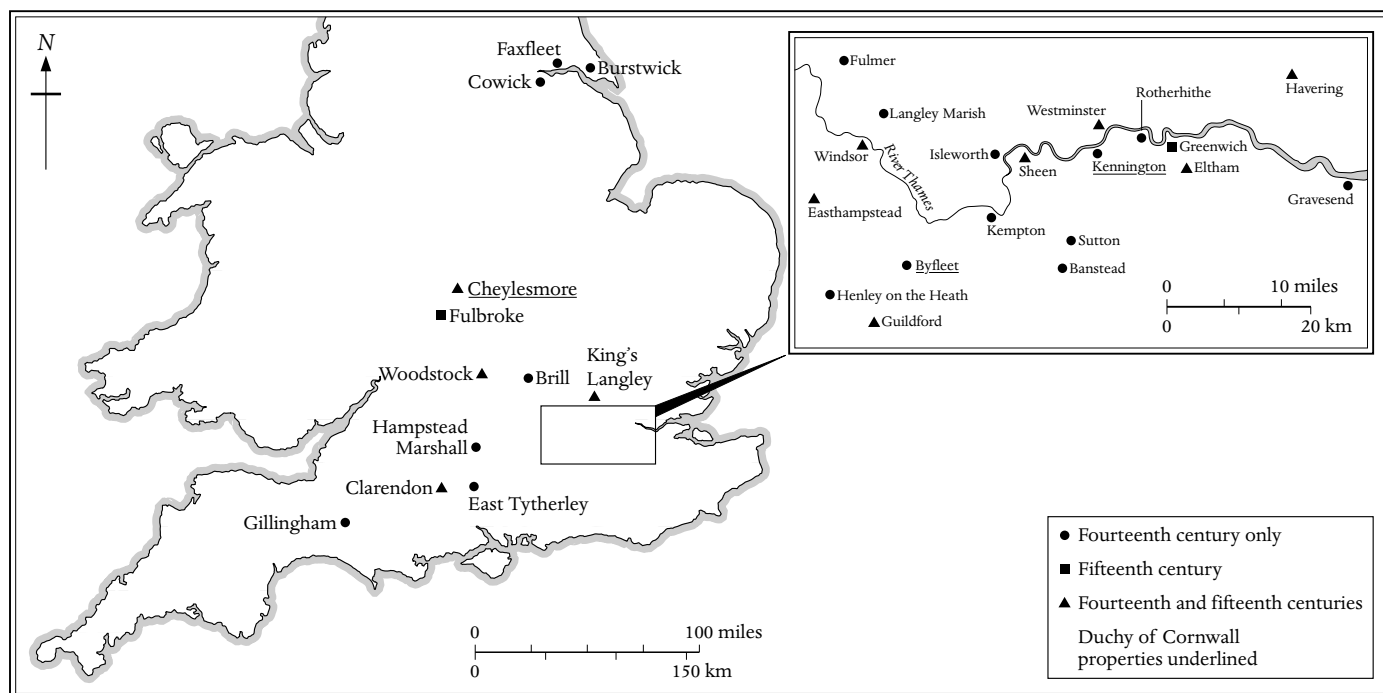 N
Faxfleet
Burstwick
Cowick
Cheylesmore
Fulbroke
Woodstock
Brill
King's
Langley
Hampstead
Marshall
Clarendon
East Tytherley
Gillingham
0 100 miles
0 150 km
Fulmer
Havering
Rotherhithe
Langley Marish
Westminster
Windsor
River Thames
Isleworth
Greenwich
Sheen
Kennington
Eltham
Easthampstead
Gravesend
Kempton
Sutton
Byfleet
Banstead
Henley on the Heath
Guildford
0 10 miles
0 20 km
Fourteenth century only
Fifteenth century
Fourteenth and fifteenth centuries
Duchy of Cornwall
properties underlined